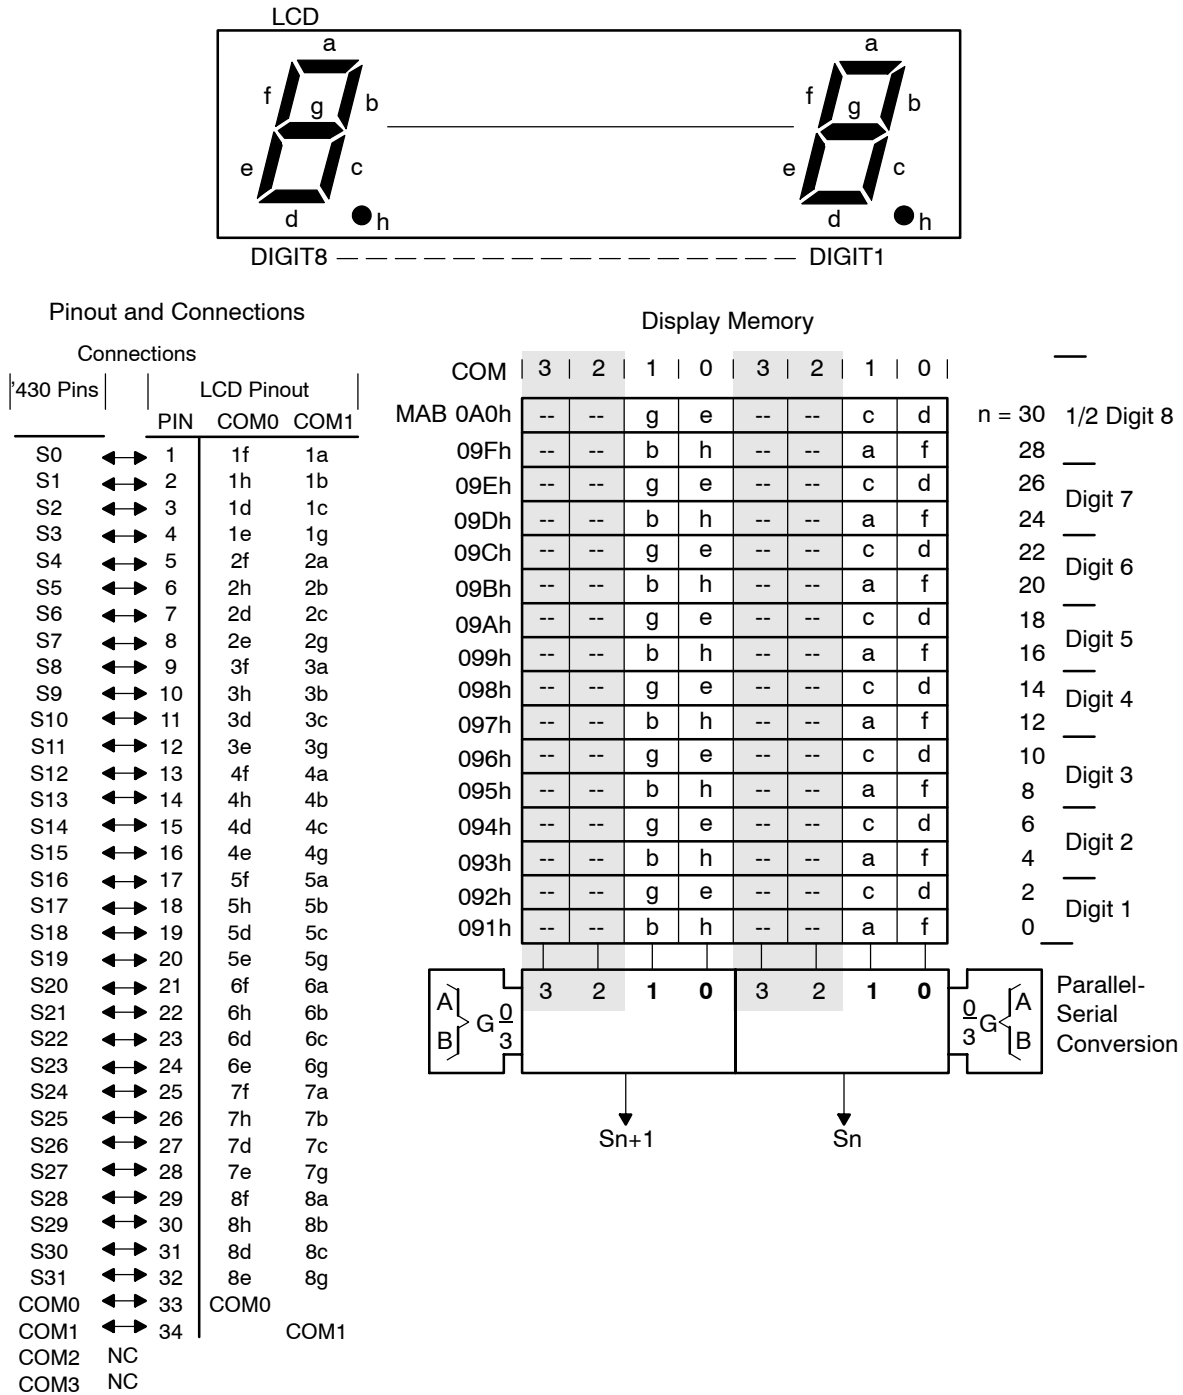 LCD
a a
f g b f g b
e c e c
d h d h
DIGIT8 DIGIT1
Pinout and Connections
Connections
'430 Pins LCD Pinout
PIN COM0 COM1
S0 1 1f 1a
S1 2 1h 1b
S2 3 1d 1c
S3 4 1e 1g
S4 5 2f 2a
S5 6 2h 2b
S6 7 2d 2c
S7 8 2e 2g
S8 9 3f 3a
S9 10 3h 3b
S10 11 3d 3c
S11 12 3e 3g
S12 13 4f 4a
S13 14 4h 4b
S14 15 4d 4c
S15 16 4e 4g
S16 17 5f 5a
S17 18 5h 5b
S18 19 5d 5c
S19 20 5e 5g
S20 21 6f 6a
S21 22 6h 6b
S22 23 6d 6c
S23 24 6e 6g
S24 25 7f 7a
S25 26 7h 7b
S26 27 7d 7c
S27 28 7e 7g
S28 29 8f 8a
S29 30 8h 8b
S30 31 8d 8c
S31 32 8e 8g
COM0 33 COM0
COM1 34 COM1
COM2 NC
COM3 NC
Display Memory
COM 3 2 1 0 3 2 1 0
MAB 0A0h -- -- g e -- -- c d n = 30 1/2 Digit 8
09Fh -- -- b h -- -- a f 28
09Eh -- -- g e -- -- c d 26
Digit 7
09Dh -- -- b h -- -- a f 24
09Ch -- -- g e -- -- c d 22
Digit 6
09Bh -- -- b h -- -- a f 20
09Ah -- -- g e -- -- c d 18
Digit 5
099h -- -- b h -- -- a f 16
098h -- -- g e -- -- c d 14
Digit 4
097h -- -- b h -- -- a f 12
096h -- -- g e -- -- c d 10
Digit 3
095h -- -- b h -- -- a f 8
094h -- -- g e -- -- c d 6
Digit 2
093h -- -- b h -- -- a f 4
092h -- -- g e -- -- c d 2
Digit 1
091h -- -- b h -- -- a f 0
3 2 1 0 3 2 1 0
A B G 0/3
0/3 G A B
Parallel-
Serial
Conversion
Sn+1 Sn